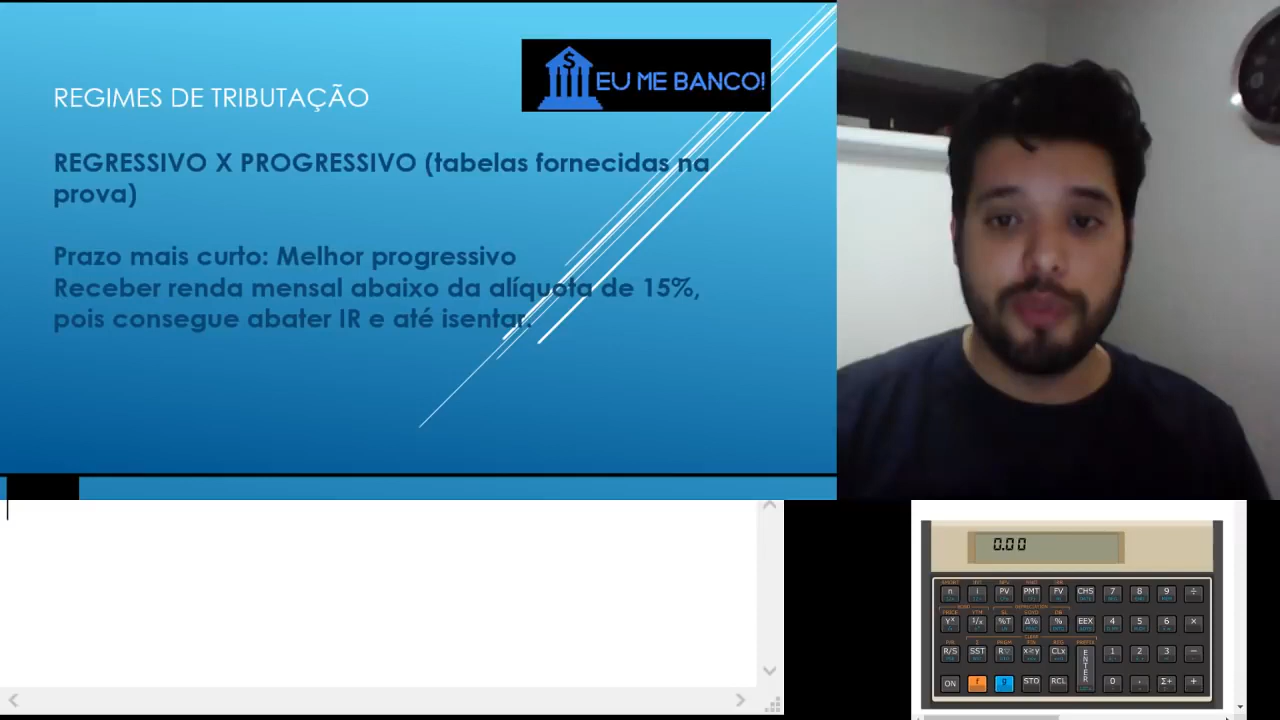 REGIMES DE TRIBUTAÇÃO
EU ME BANCO!
REGRESSIVO X PROGRESSIVO (tabelas fornecidas na
prova)
Prazo mais curto: Melhor progressivo
Receber renda mensal abaixo da alíquota de 15%,
pois consegue abater IR e até isentar.
0.00
n i PV PMT FV CHS 7 8 9 ÷
Yˣ 1/x %T Δ% % EEX 4 5 6 ×
R/S SST R▽ x≷y CLx ENTER 1 2 3 −
ON f g STO RCL 0 . Σ+ +